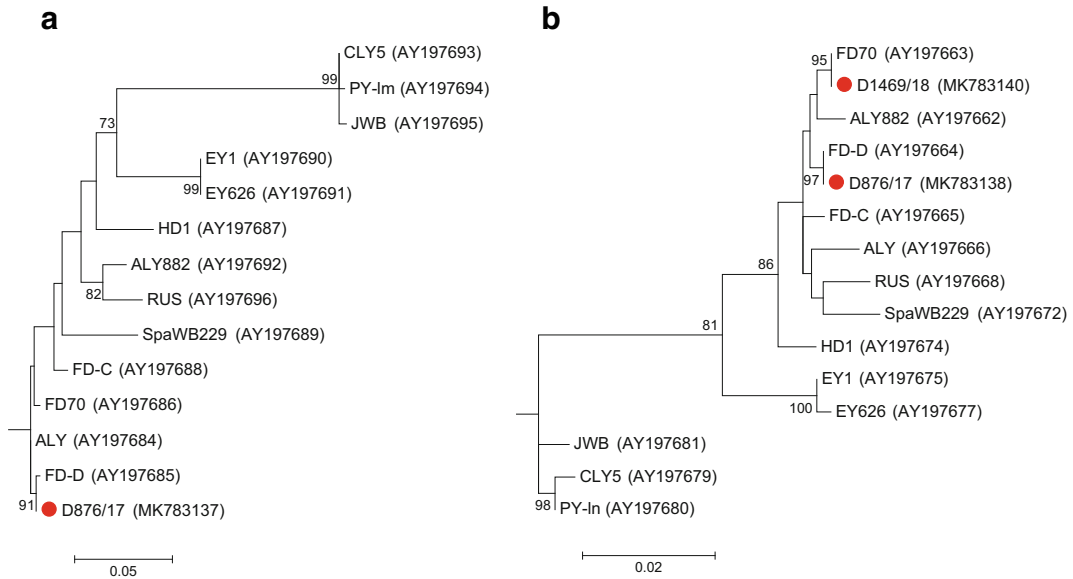 a
CLY5 (AY197693)
99
PY-Im (AY197694)
JWB (AY197695)
73
EY1 (AY197690)
99
EY626 (AY197691)
HD1 (AY197687)
ALY882 (AY197692)
82
RUS (AY197696)
SpaWB229 (AY197689)
FD-C (AY197688)
FD70 (AY197686)
ALY (AY197684)
FD-D (AY197685)
91
D876/17 (MK783137)
0.05
b
FD70 (AY197663)
95
D1469/18 (MK783140)
ALY882 (AY197662)
FD-D (AY197664)
97
D876/17 (MK783138)
FD-C (AY197665)
ALY (AY197666)
86
RUS (AY197668)
SpaWB229 (AY197672)
81
HD1 (AY197674)
EY1 (AY197675)
100
EY626 (AY197677)
JWB (AY197681)
CLY5 (AY197679)
98
PY-In (AY197680)
0.02